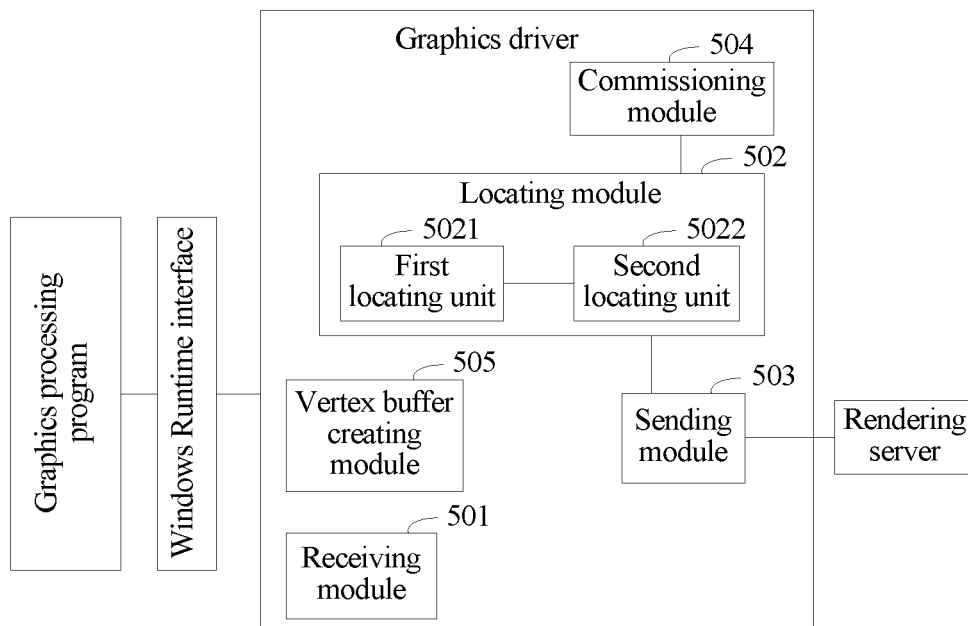 Graphics driver
504
Commissioning
module
502
Locating module
5021
First
locating unit
5022
Second
locating unit
Graphics processing
program
Windows Runtime interface
505
Vertex buffer
creating
module
503
Sending
module
Rendering
server
501
Receiving
module